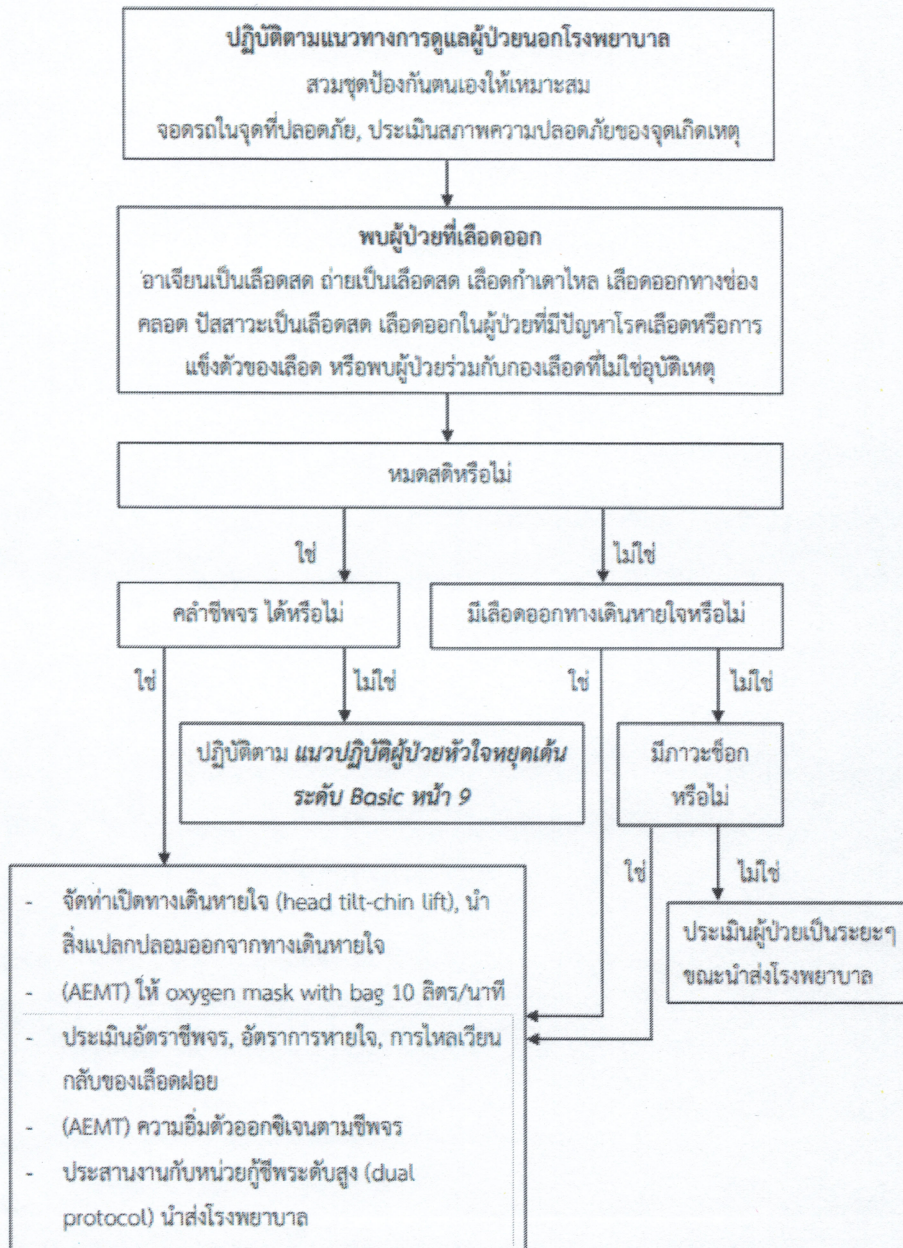 ปฏิบัติตามแนวทางการดูแลผู้ป่วยนอกโรงพยาบาล
สวมชุดป้องกันตนเองให้เหมาะสม
จอดรถในจุดที่ปลอดภัย, ประเมินสภาพความปลอดภัยของจุดเกิดเหตุ
พบผู้ป่วยที่เลือดออก
อาเจียนเป็นเลือดสด ถ่ายเป็นเลือดสด เลือดกำเดาไหล เลือดออกทางช่อง
คลอด ปัสสาวะเป็นเลือดสด เลือดออกในผู้ป่วยที่มีปัญหาโรคเลือดหรือการ
แข็งตัวของเลือด หรือพบผู้ป่วยร่วมกับกองเลือดที่ไม่ใช่อุบัติเหตุ
หมดสติหรือไม่
ใช่
ไม่ใช่
คลำชีพจร ได้หรือไม่
มีเลือดออกทางเดินหายใจหรือไม่
ใช่
ไม่ใช่
ใช่
ไม่ใช่
ปฏิบัติตาม แนวปฏิบัติผู้ป่วยหัวใจหยุดเต้น
ระดับ Basic หน้า 9
มีภาวะช็อก
หรือไม่
ใช่
ไม่ใช่
- จัดท่าเปิดทางเดินหายใจ (head tilt-chin lift), นำ
สิ่งแปลกปลอมออกจากทางเดินหายใจ
- (AEMT) ให้ oxygen mask with bag 10 ลิตร/นาที
- ประเมินอัตราชีพจร, อัตราการหายใจ, การไหลเวียน
กลับของเลือดฝอย
- (AEMT) ความอิ่มตัวออกซิเจนตามชีพจร
- ประสานงานกับหน่วยกู้ชีพระดับสูง (dual
protocol) นำส่งโรงพยาบาล
ประเมินผู้ป่วยเป็นระยะๆ
ขณะนำส่งโรงพยาบาล